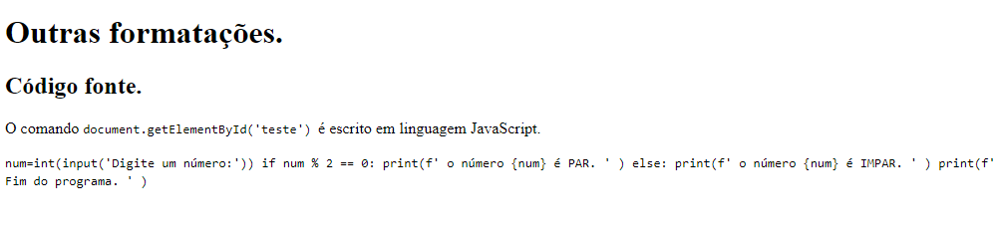 Outras formatações.
Código fonte.
O comando document.getElementById('teste') é escrito em linguagem JavaScript.
num=int(input('Digite um número:')) if num % 2 == 0: print(f' o número {num} é PAR. ' ) else: print(f' o número {num} é IMPAR. ' ) print(f'
Fim do programa. ' )